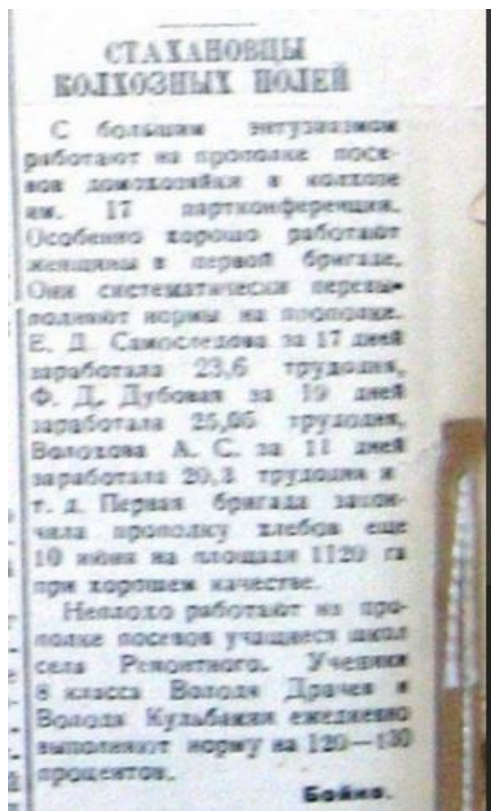 СТАХАНОВЦЫ
КОЛХОЗНЫХ ПОЛЕЙ
С большим энтузиазмом
работают на прополке посе-
вов домохозяйки в колхозе
им. 17 партконференции.
Особенно хорошо работают
женщины в первой бригаде.
Они систематически перевы-
полняют нормы на прополке.
Е. Д. Самоследова за 17 дней
заработала 23,6 трудодня,
Ф. Д. Дубовая за 19 дней
заработала 25,05 трудодня,
Волохова А. С. за 11 дней
заработала 20,3 трудодня и
т. д. Первая бригада закон-
чила прополку хлебов еще
10 июня на площади 1120 га
при хорошем качестве.
Неплохо работают на про-
полке посевов учащиеся школ
села Ремонтного. Ученики
8 класса Володя Драчев и
Володя Кульбакин ежедневно
выполняют норму на 120—130
процентов.
Бойко.